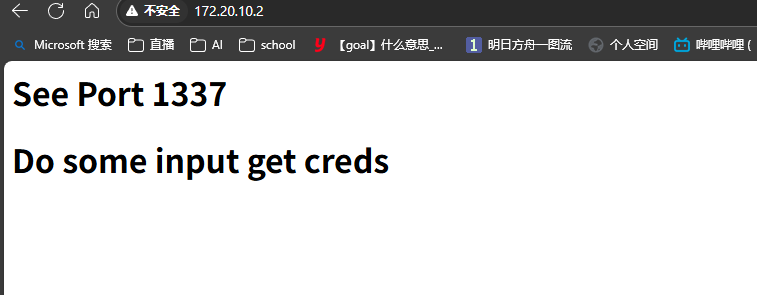 不安全 172.20.10.2
Microsoft 搜索 直播 AI school 【goal】什么意思_... 明日方舟一图流 个人空间 哔哩哔哩 (
See Port 1337
Do some input get creds